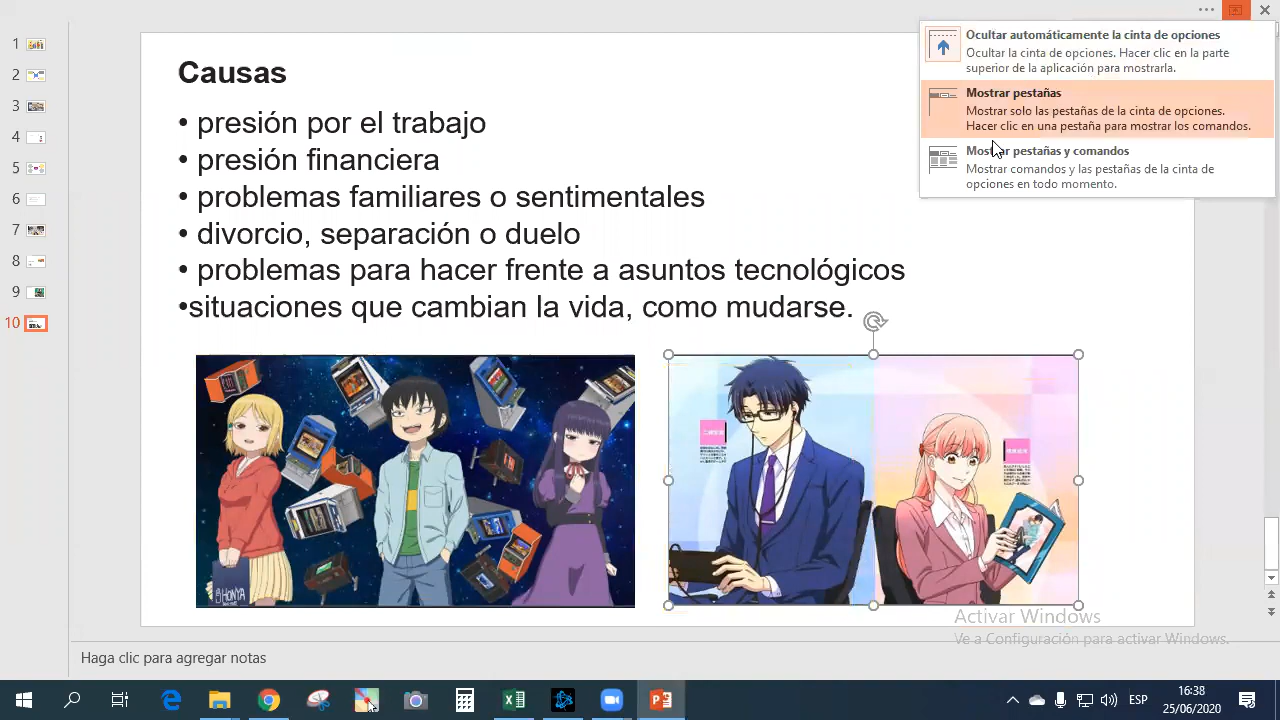 Ocultar automáticamente la cinta de opciones
Ocultar la cinta de opciones. Hacer clic en la parte
superior de la aplicación para mostrarla.
Mostrar pestañas
Mostrar solo las pestañas de la cinta de opciones.
Hacer clic en una pestaña para mostrar los comandos.
Mostrar pestañas y comandos
Mostrar comandos y las pestañas de la cinta de
opciones en todo momento.
1
2
3
4
5
6
7
8
9
10
Causas
• presión por el trabajo
• presión financiera
• problemas familiares o sentimentales
• divorcio, separación o duelo
• problemas para hacer frente a asuntos tecnológicos
•situaciones que cambian la vida, como mudarse.
HONYA
Activar Windows
Ve a Configuración para activar Windows.
Haga clic para agregar notas
ESP
16:38
25/06/2020